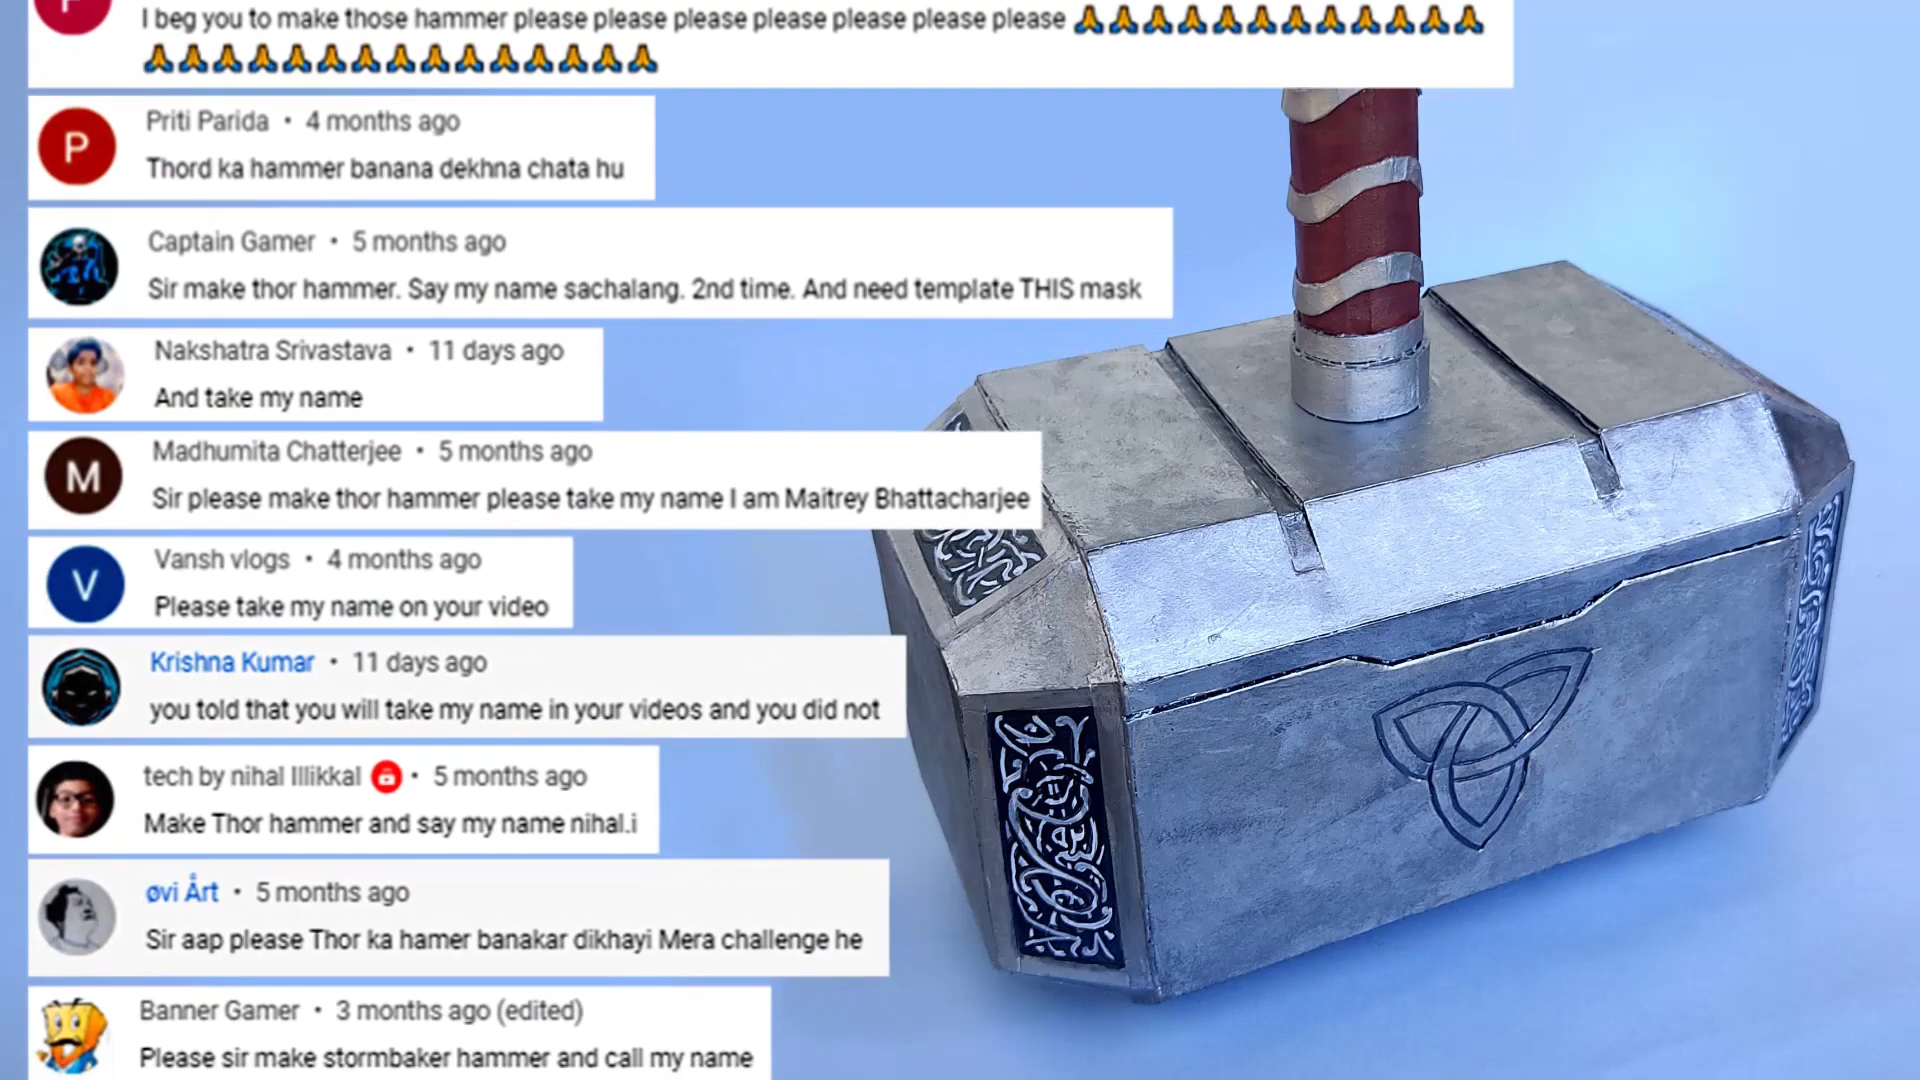 I beg you to make those hammer please please please please please please please 🙏🙏🙏🙏🙏🙏🙏🙏🙏🙏🙏🙏
🙏🙏🙏🙏🙏🙏🙏🙏🙏🙏🙏🙏🙏🙏🙏
P
Priti Parida • 4 months ago
Thord ka hammer banana dekhna chata hu
Captain Gamer • 5 months ago
Sir make thor hammer. Say my name sachalang. 2nd time. And need template THIS mask
Nakshatra Srivastava • 11 days ago
And take my name
M
Madhumita Chatterjee • 5 months ago
Sir please make thor hammer please take my name I am Maitrey Bhattacharjee
V
Vansh vlogs • 4 months ago
Please take my name on your video
Krishna Kumar • 11 days ago
you told that you will take my name in your videos and you did not
tech by nihal Illikkal • 5 months ago
Make Thor hammer and say my name nihal.i
øvi Årt • 5 months ago
Sir aap please Thor ka hamer banakar dikhayi Mera challenge he
Banner Gamer • 3 months ago (edited)
Please sir make stormbaker hammer and call my name